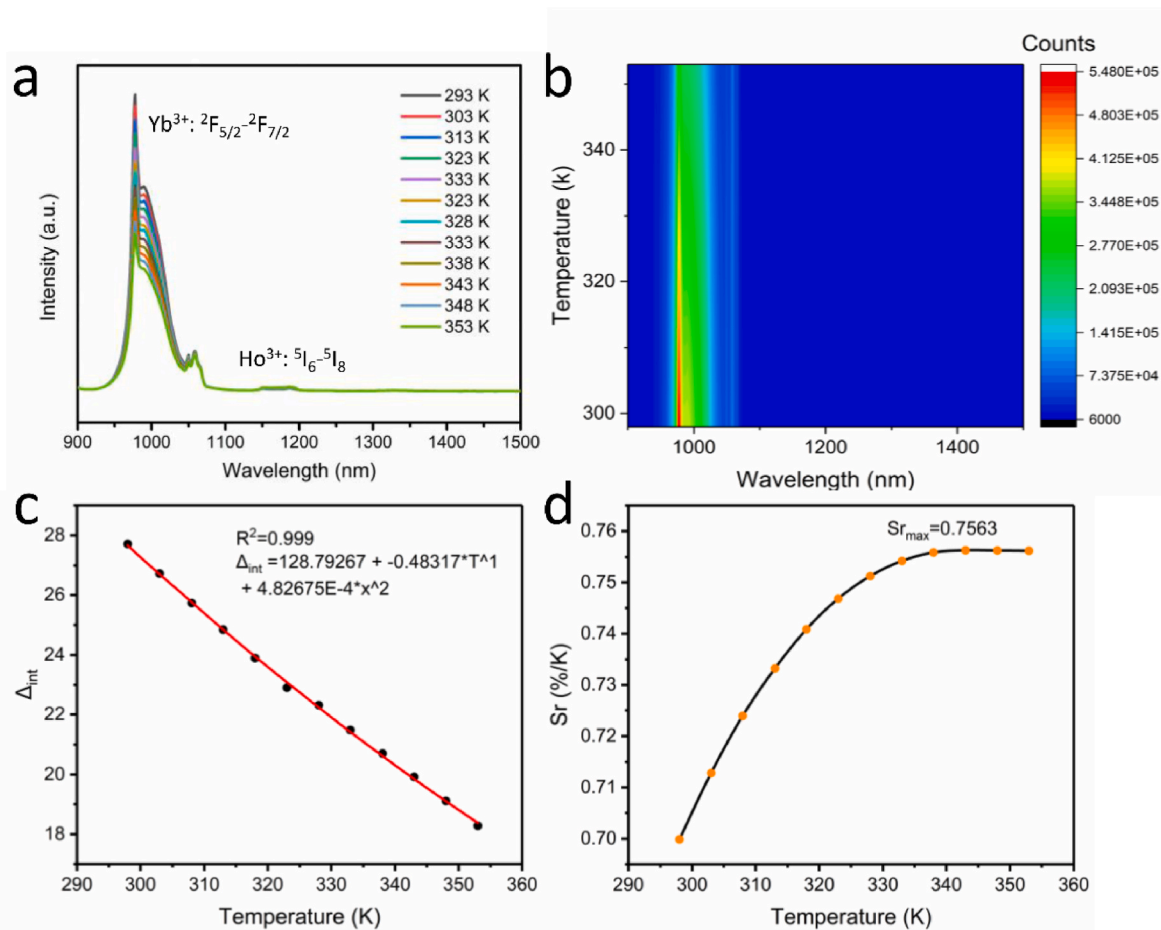 a
Yb³⁺: ²F₅/₂-²F₇/₂
293 K
303 K
313 K
323 K
333 K
323 K
328 K
333 K
338 K
343 K
348 K
353 K
Ho³⁺: ⁵I₆-⁵I₈
Intensity (a.u.)
900 1000 1100 1200 1300 1400 1500
Wavelength (nm)
b
Counts
5.480E+05
4.803E+05
4.125E+05
3.448E+05
2.770E+05
2.093E+05
1.415E+05
7.375E+04
6000
Temperature (k)
340
320
300
1000 1200 1400
Wavelength (nm)
c
R²=0.999
Δint =128.79267 + -0.48317*T^1
+ 4.82675E-4*x^2
Δint
28
26
24
22
20
18
290 300 310 320 330 340 350 360
Temperature (K)
d
Srmax=0.7563
Sr (%/K)
0.76
0.75
0.74
0.73
0.72
0.71
0.70
290 300 310 320 330 340 350 360
Temperature (K)